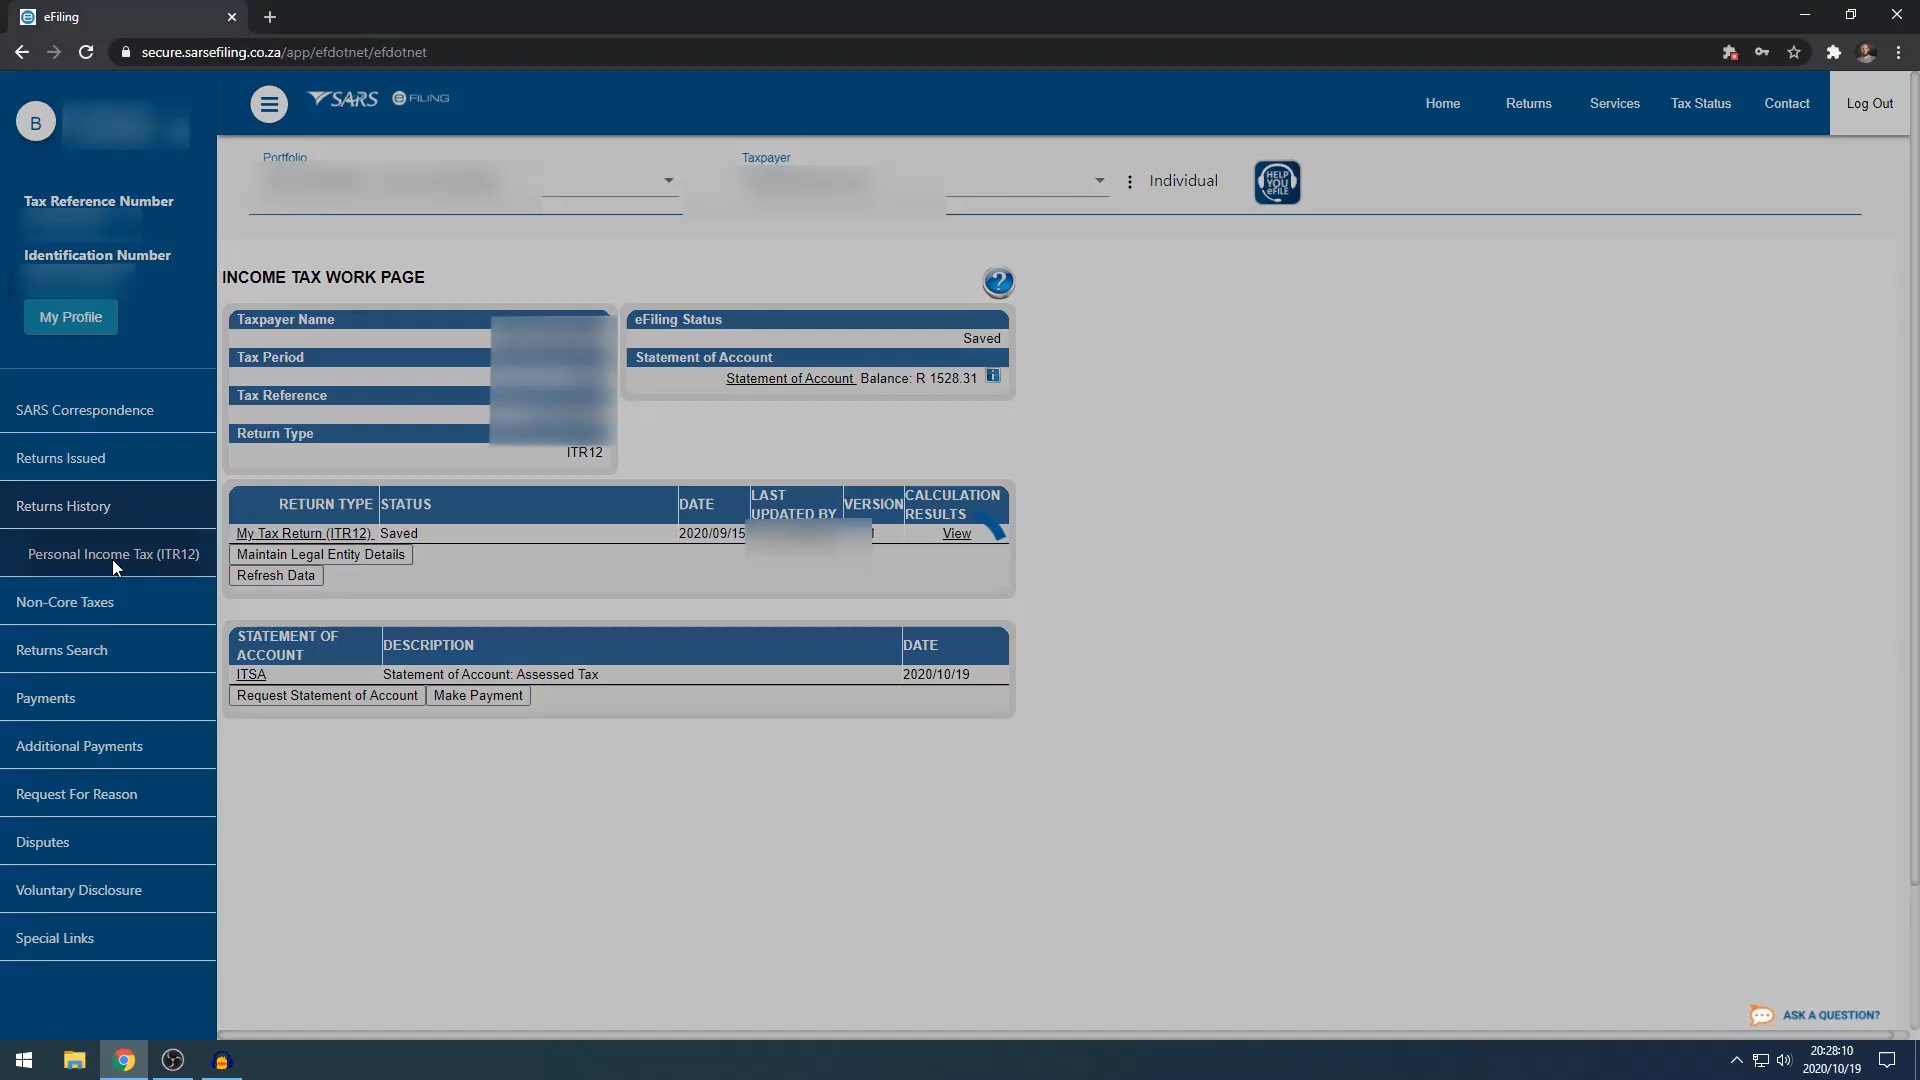 eFiling
secure.sarsefiling.co.za/app/efdotnet/efdotnet
B
SARS eFILING
Home
Returns
Services
Tax Status
Contact
Log Out
Portfolio
Taxpayer
Individual
HELP
YOU
eFILE
Tax Reference Number
Identification Number
My Profile
SARS Correspondence
Returns Issued
Returns History
Personal Income Tax (ITR12)
Non-Core Taxes
Returns Search
Payments
Additional Payments
Request For Reason
Disputes
Voluntary Disclosure
Special Links
INCOME TAX WORK PAGE
?
Taxpayer Name
Tax Period
Tax Reference
Return Type
ITR12
eFiling Status
Saved
Statement of Account
Statement of Account Balance: R 1528.31
RETURN TYPE STATUS DATE LAST UPDATED BY VERSION CALCULATION RESULTS
My Tax Return (ITR12) Saved 2020/09/15 View
Maintain Legal Entity Details
Refresh Data
STATEMENT OF ACCOUNT DESCRIPTION DATE
ITSA Statement of Account: Assessed Tax 2020/10/19
Request Statement of Account Make Payment
ASK A QUESTION?
20:28:10
2020/10/19